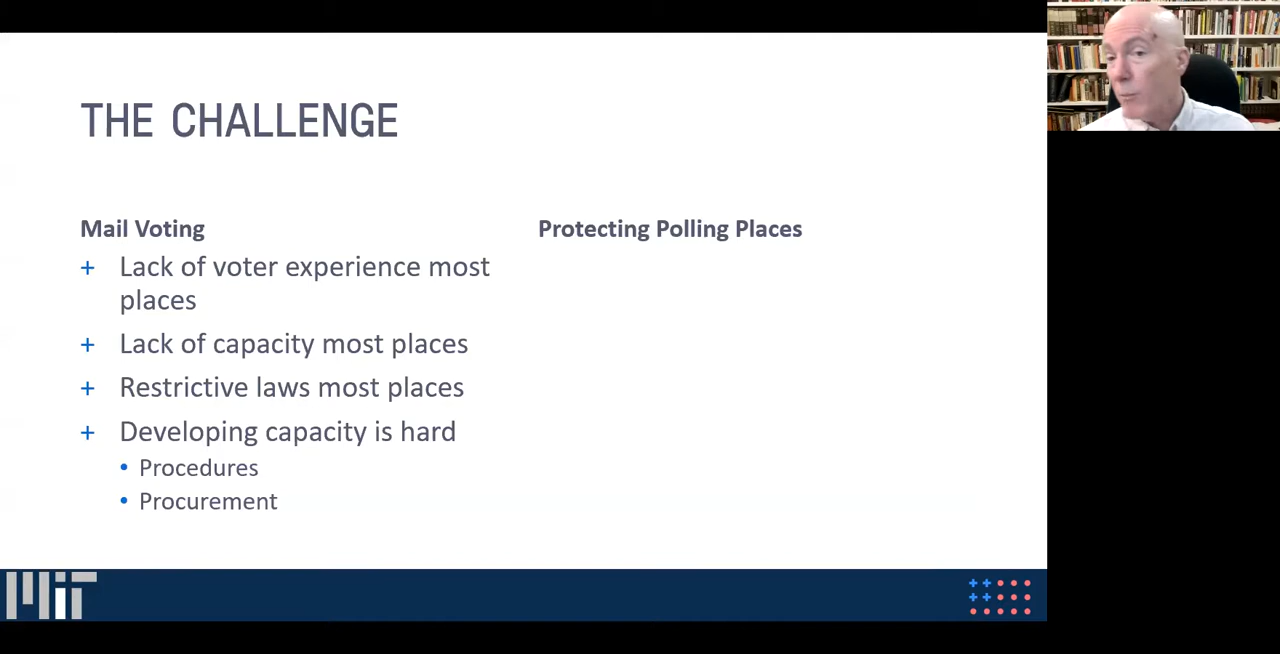 THE CHALLENGE
Mail Voting
+ Lack of voter experience most
places
+ Lack of capacity most places
+ Restrictive laws most places
+ Developing capacity is hard
• Procedures
• Procurement
Protecting Polling Places
MIT